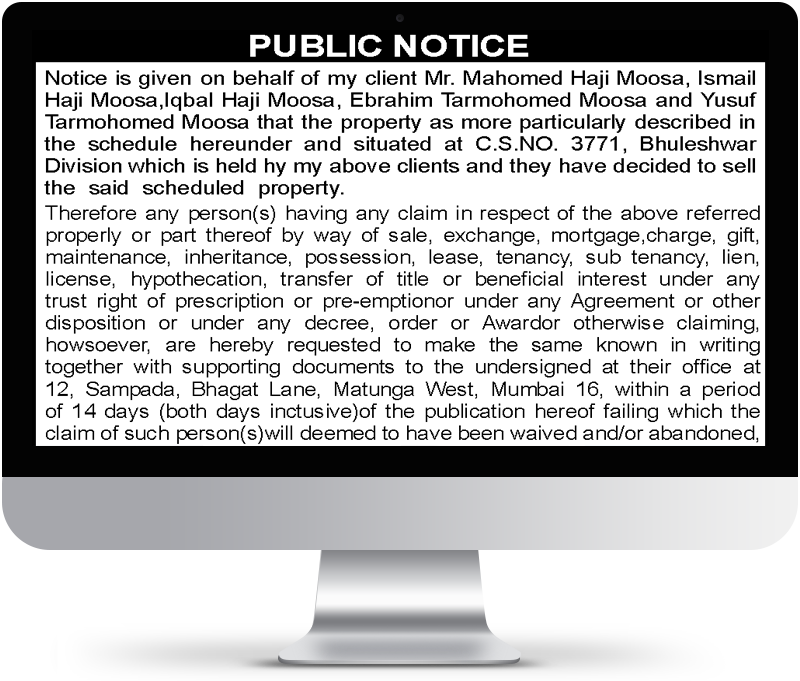 PUBLIC NOTICE
Notice is given on behalf of my client Mr. Mahomed Haji Moosa, Ismail
Haji Moosa,Iqbal Haji Moosa, Ebrahim Tarmohomed Moosa and Yusuf
Tarmohomed Moosa that the property as more particularly described in
the schedule hereunder and situated at C.S.NO. 3771, Bhuleshwar
Division which is held hy my above clients and they have decided to sell
the said scheduled property.
Therefore any person(s) having any claim in respect of the above referred
properly or part thereof by way of sale, exchange, mortgage,charge, gift,
maintenance, inheritance, possession, lease, tenancy, sub tenancy, lien,
license, hypothecation, transfer of title or beneficial interest under any
trust right of prescription or pre-emptionor under any Agreement or other
disposition or under any decree, order or Awardor otherwise claiming,
howsoever, are hereby requested to make the same known in writing
together with supporting documents to the undersigned at their office at
12, Sampada, Bhagat Lane, Matunga West, Mumbai 16, within a period
of 14 days (both days inctusive)of the publication hereof failing which the
claim of such person(s)will deemed to have been waived and/or abandoned,